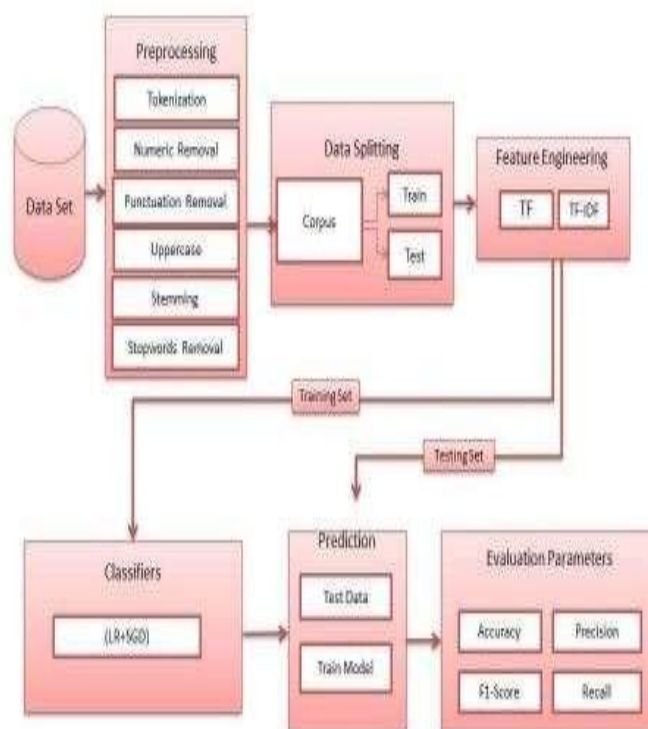 Data Set
Preprocessing
Tokenization
Numeric Removal
Punctuation Removal
Uppercase
Stemming
Stopwords Removal
Data Splitting
Corpus
Train
Test
Feature Engineering
TF
TF-IDF
Training Set
Testing Set
Classifiers
(LR+SGD)
Prediction
Test Data
Train Model
Evaluation Parameters
Accuracy
Precision
F1-Score
Recall